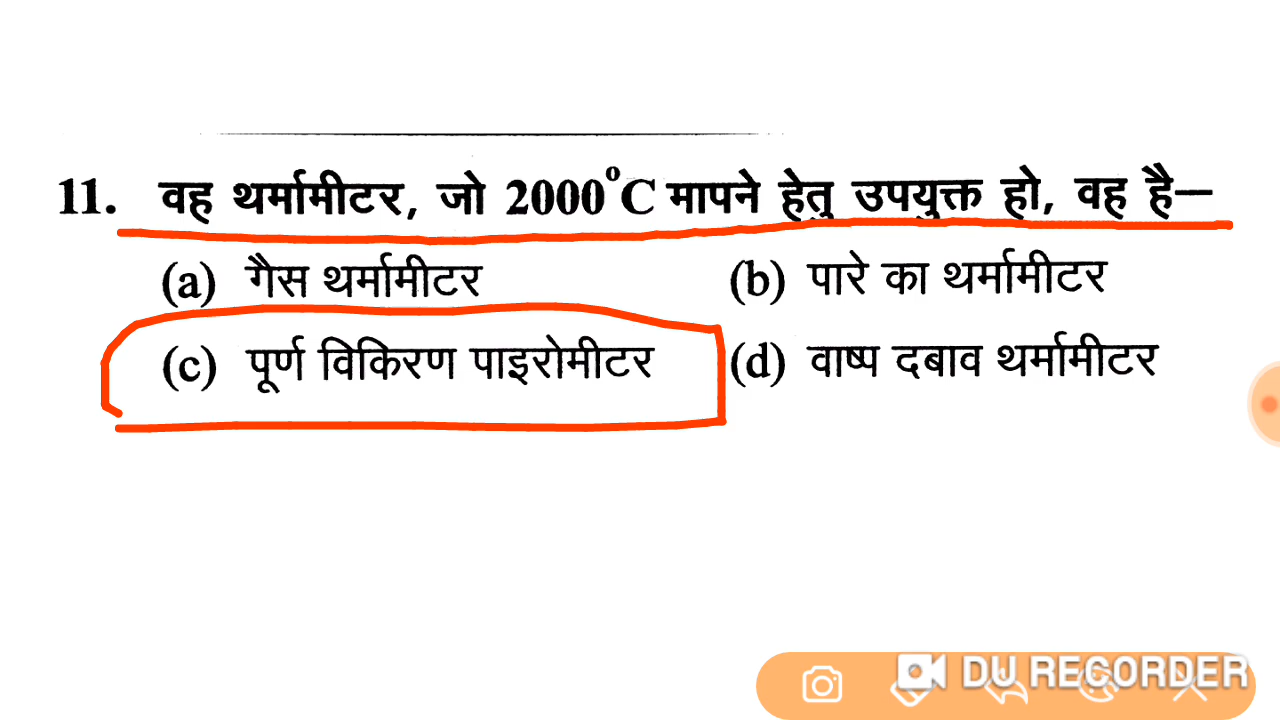 11. वह थर्मामीटर, जो 2000°C मापने हेतु उपयुक्त हो, वह है—
(a) गैस थर्मामीटर (b) पारे का थर्मामीटर
(c) पूर्ण विकिरण पाइरोमीटर (d) वाष्प दबाव थर्मामीटर
DU RECORDER